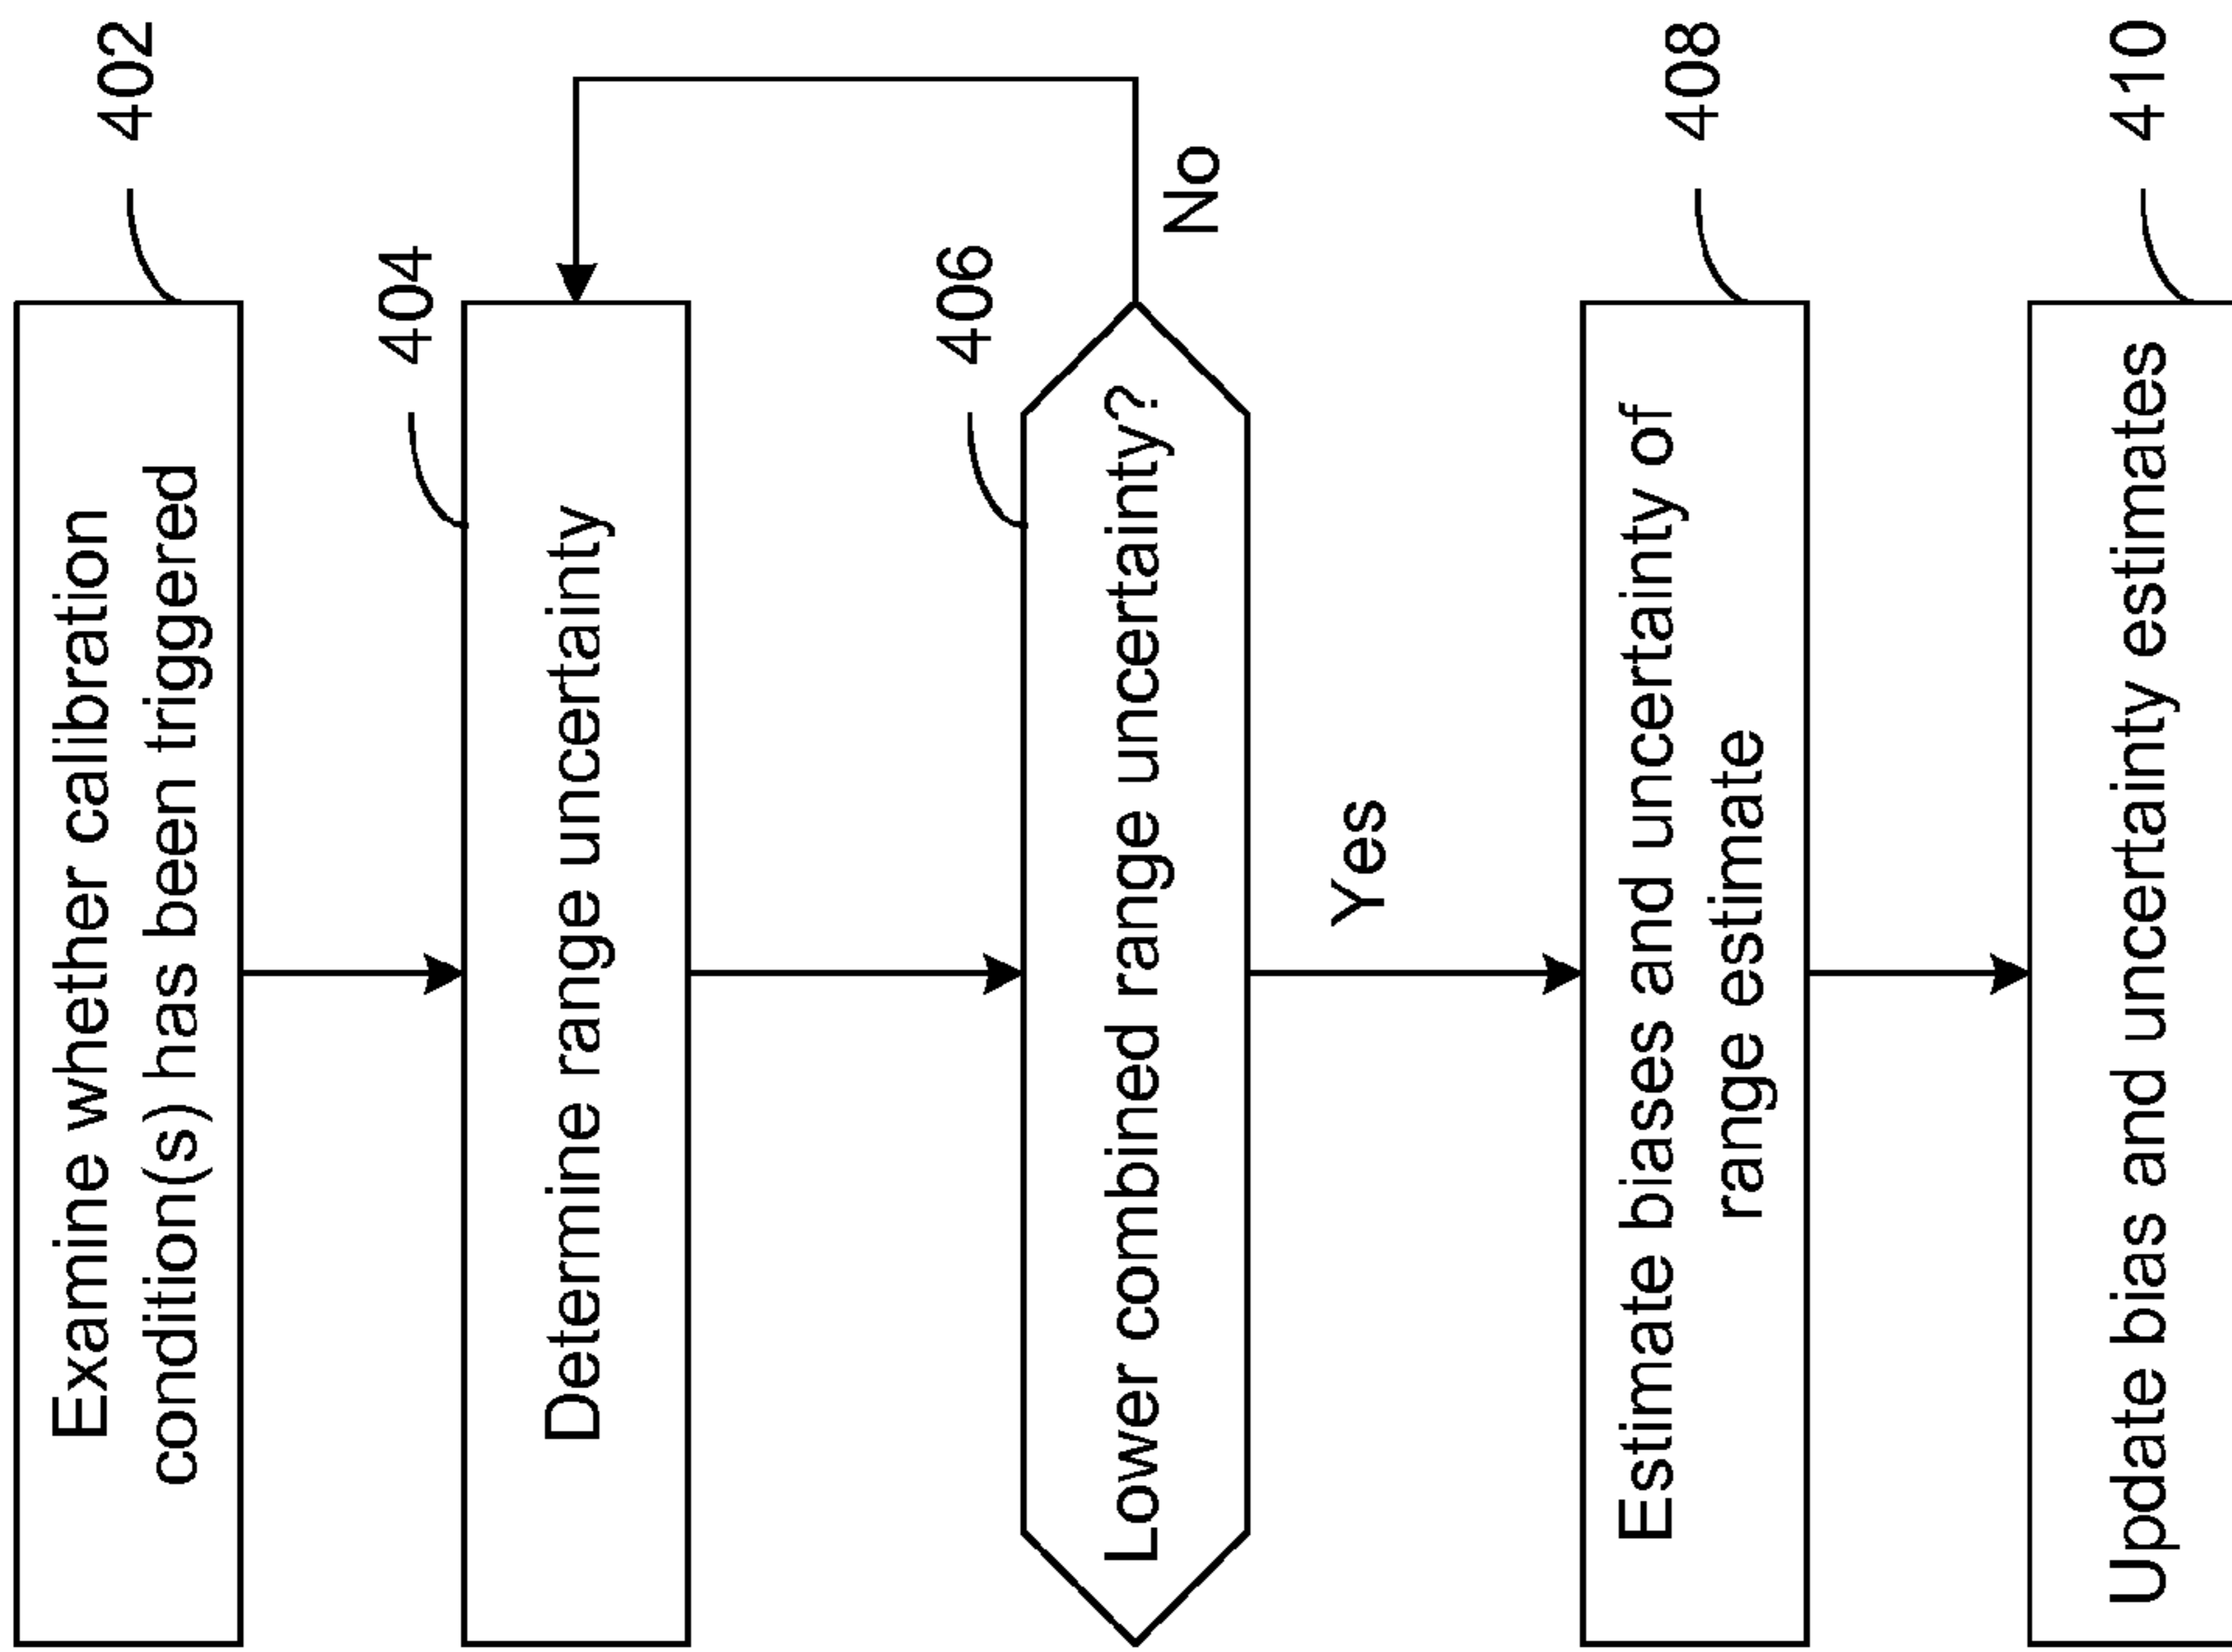 402
Examine whether calibration
condition(s) has been triggered
404
Determine range uncertainty
406
Lower combined range uncertainty?
No
Yes
408
Estimate biases and uncertainty of
range estimate
410
Update bias and uncertainty estimates